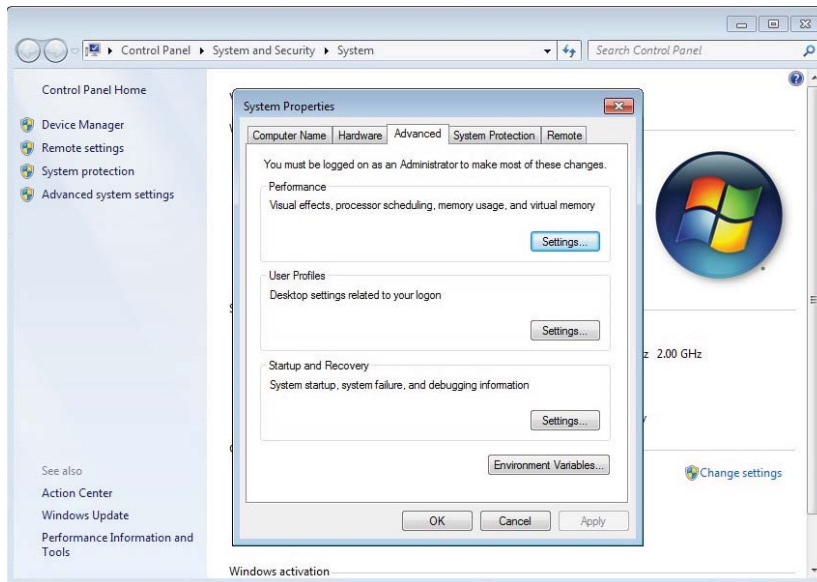 Control Panel System and Security System
Search Control Panel
Control Panel Home
Device Manager
Remote settings
System protection
Advanced system settings
See also
Action Center
Windows Update
Performance Information and
Tools
System Properties
Computer Name Hardware Advanced System Protection Remote
You must be logged on as an Administrator to make most of these changes.
Performance
Visual effects, processor scheduling, memory usage, and virtual memory
Settings...
User Profiles
Desktop settings related to your logon
Settings...
Startup and Recovery
System startup, system failure, and debugging information
Settings...
Environment Variables...
OK Cancel Apply
z 2.00 GHz
Change settings
Windows activation